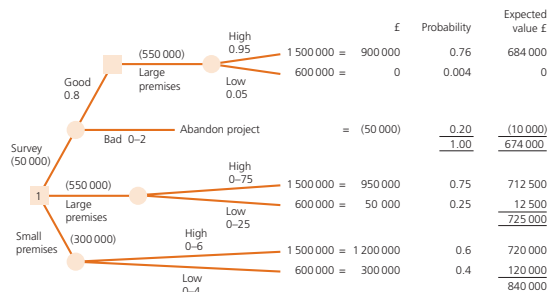 £ Probability Expected value £
High
0.95
(550 000) 1 500 000 = 900 000 0.76 684 000
Large premises
Low
0.05
600 000 = 0 0.004 0
Good
0.8
Bad 0–2
Abandon project = (50 000) 0.20 (10 000)
1.00 674 000
Survey
(50 000)
1
High
0–75
(550 000) 1 500 000 = 950 000 0.75 712 500
Large premises
Low
0–25
600 000 = 50 000 0.25 12 500
725 000
Small premises
(300 000)
High
0–6
1 500 000 = 1 200 000 0.6 720 000
600 000 = 300 000 0.4 120 000
Low
0–4
840 000